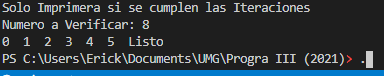 Solo Imprimera si se cumplen las Iteraciones
Numero a Verificar: 8
0 1 2 3 4 5 Listo
PS C:\Users\Erick\Documents\UMG\Progra III (2021)> .